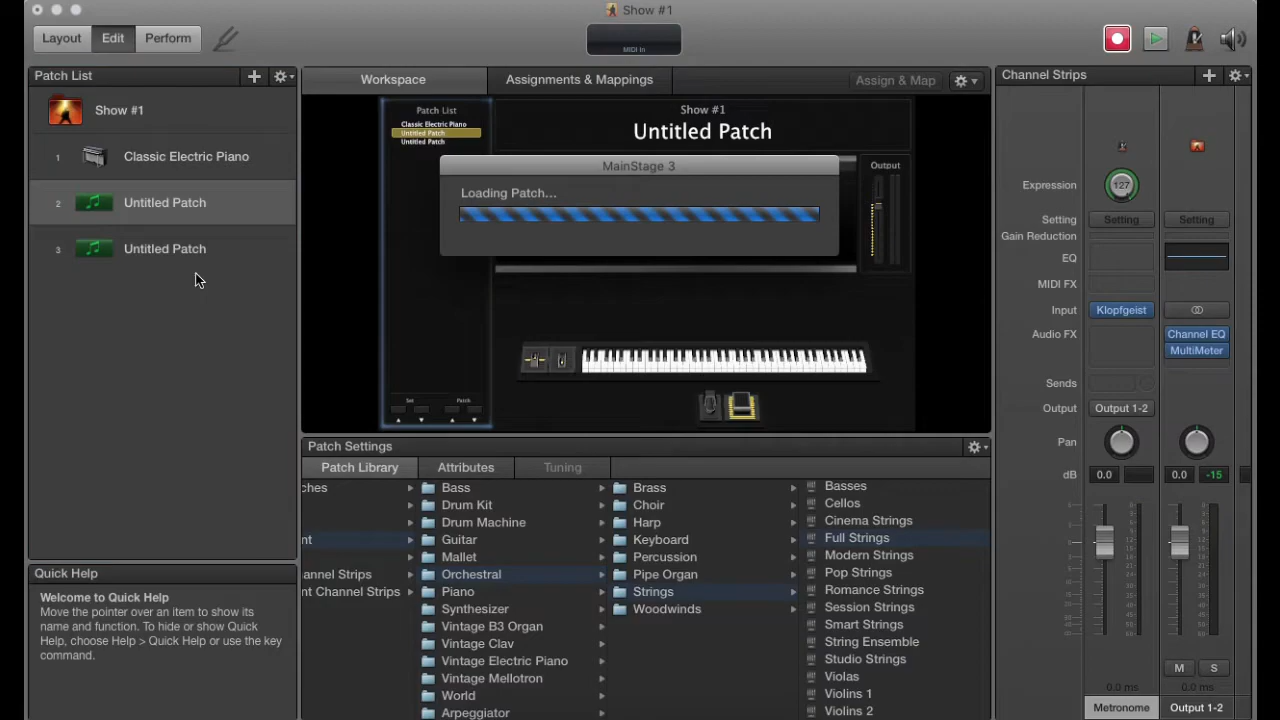 Show #1
Layout
Edit
Perform
MIDI In
Patch List
Workspace
Assignments & Mappings
Assign & Map
Channel Strips
Show #1
1 Classic Electric Piano
2 Untitled Patch
3 Untitled Patch
Patch List
Classic Electric Piano
Untitled Patch
Untitled Patch
Set
Patch
Show #1
Untitled Patch
Output
MainStage 3
Loading Patch...
Expression
127
Setting
Setting
Setting
Gain Reduction
EQ
MIDI FX
Input
Klopfgeist
Audio FX
Channel EQ
MultiMeter
Sends
Output
Output 1-2
Pan
dB
0.0
0.0
-15
M
S
0.0 ms
0.0 ms
Metronome
Output 1-2
Patch Settings
Patch Library
Attributes
Tuning
ches
nt
annel Strips
nt Channel Strips
Bass
Drum Kit
Drum Machine
Guitar
Mallet
Orchestral
Piano
Synthesizer
Vintage B3 Organ
Vintage Clav
Vintage Electric Piano
Vintage Mellotron
World
Arpeggiator
Brass
Choir
Harp
Keyboard
Percussion
Pipe Organ
Strings
Woodwinds
Basses
Cellos
Cinema Strings
Full Strings
Modern Strings
Pop Strings
Romance Strings
Session Strings
Smart Strings
String Ensemble
Studio Strings
Violas
Violins 1
Violins 2
Quick Help
Welcome to Quick Help
Move the pointer over an item to show its
name and function. To hide or show Quick
Help, choose Help > Quick Help or use the key
command.